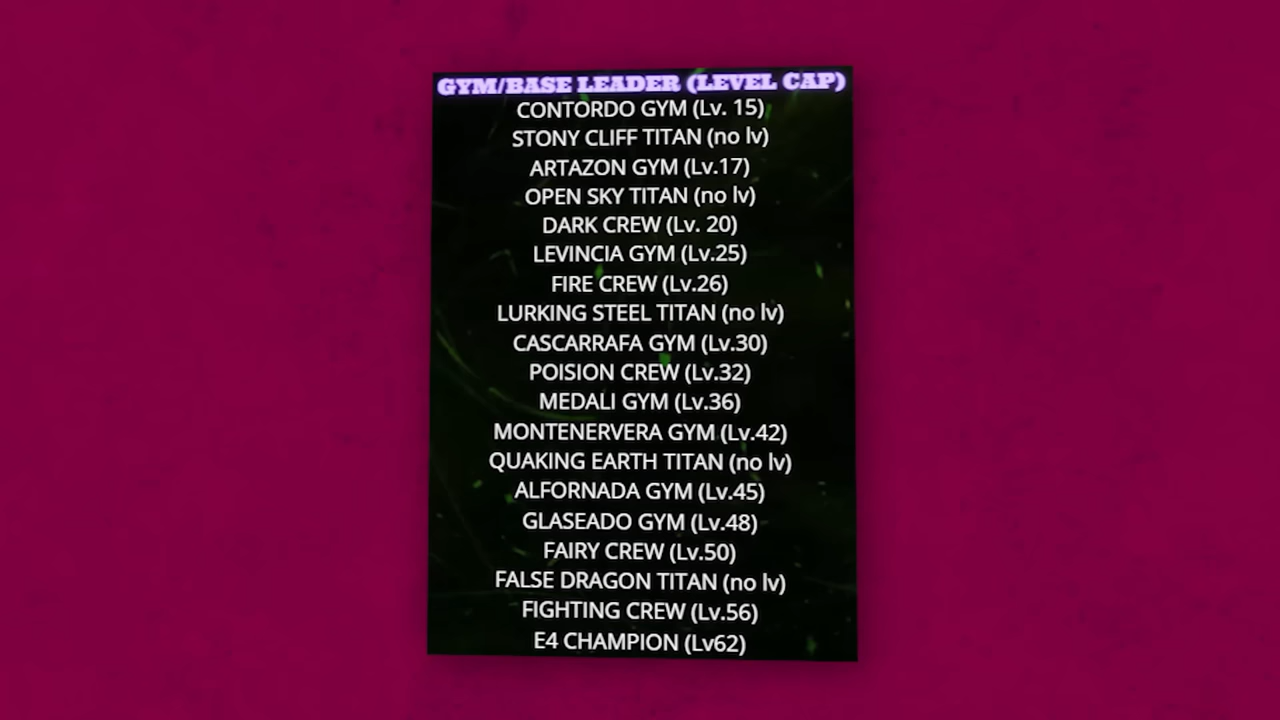 GYM/BASE LEADER (LEVEL CAP)
CONTORDO GYM (Lv. 15)
STONY CLIFF TITAN (no lv)
ARTAZON GYM (Lv.17)
OPEN SKY TITAN (no lv)
DARK CREW (Lv. 20)
LEVINCIA GYM (Lv.25)
FIRE CREW (Lv.26)
LURKING STEEL TITAN (no lv)
CASCARRAFA GYM (Lv.30)
POISION CREW (Lv.32)
MEDALI GYM (Lv.36)
MONTENERVERA GYM (Lv.42)
QUAKING EARTH TITAN (no lv)
ALFORNADA GYM (Lv.45)
GLASEADO GYM (Lv.48)
FAIRY CREW (Lv.50)
FALSE DRAGON TITAN (no lv)
FIGHTING CREW (Lv.56)
E4 CHAMPION (Lv62)